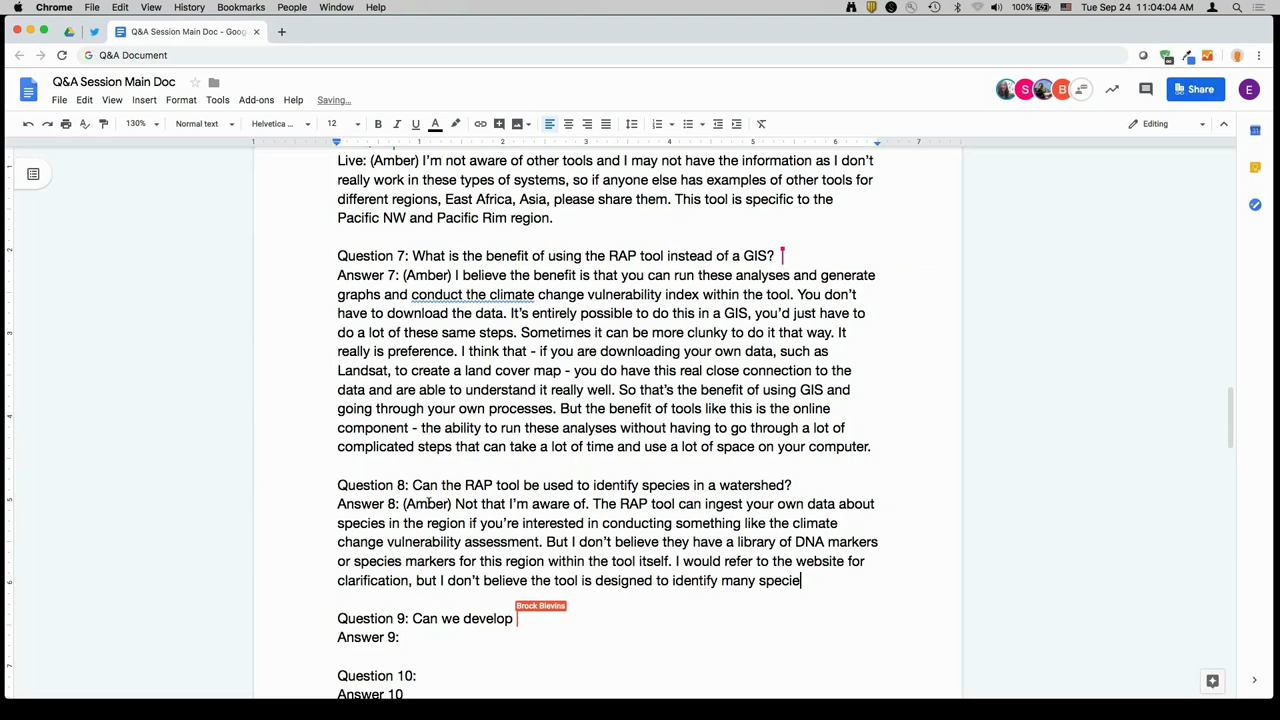 Chrome File Edit View History Bookmarks People Window Help 100% Tue Sep 24 11:04:04 AM
Q&A Session Main Doc - Goog
Q&A Document
Q&A Session Main Doc
File Edit View Insert Format Tools Add-ons Help Saving...
S B Share E
130% Normal text Helvetica ... 12 B I U A Editing
1 1 2 3 4 5 6 7
Live: (Amber) I'm not aware of other tools and I may not have the information as I don't
really work in these types of systems, so if anyone else has examples of other tools for
different regions, East Africa, Asia, please share them. This tool is specific to the
Pacific NW and Pacific Rim region.
Question 7: What is the benefit of using the RAP tool instead of a GIS?
Answer 7: (Amber) I believe the benefit is that you can run these analyses and generate
graphs and conduct the climate change vulnerability index within the tool. You don't
have to download the data. It's entirely possible to do this in a GIS, you'd just have to
do a lot of these same steps. Sometimes it can be more clunky to do it that way. It
really is preference. I think that - if you are downloading your own data, such as
Landsat, to create a land cover map - you do have this real close connection to the
data and are able to understand it really well. So that's the benefit of using GIS and
going through your own processes. But the benefit of tools like this is the online
component - the ability to run these analyses without having to go through a lot of
complicated steps that can take a lot of time and use a lot of space on your computer.
Question 8: Can the RAP tool be used to identify species in a watershed?
Answer 8: (Amber) Not that I'm aware of. The RAP tool can ingest your own data about
species in the region if you're interested in conducting something like the climate
change vulnerability assessment. But I don't believe they have a library of DNA markers
or species markers for this region within the tool itself. I would refer to the website for
clarification, but I don't believe the tool is designed to identify many specie
Brock Blevins
Question 9: Can we develop
Answer 9:
Question 10:
Answer 10